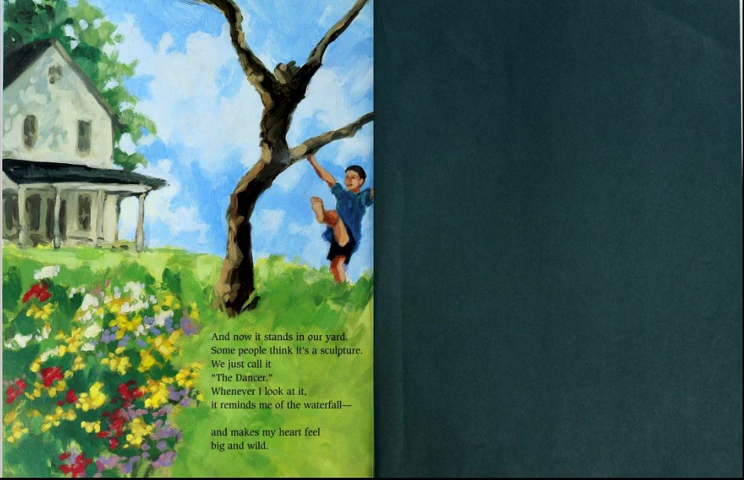 And now it stands in our yard.
Some people think it's a sculpture.
We just call it
"The Dancer."
Whenever I look at it,
it reminds me of the waterfall—
and makes my heart feel
big and wild.